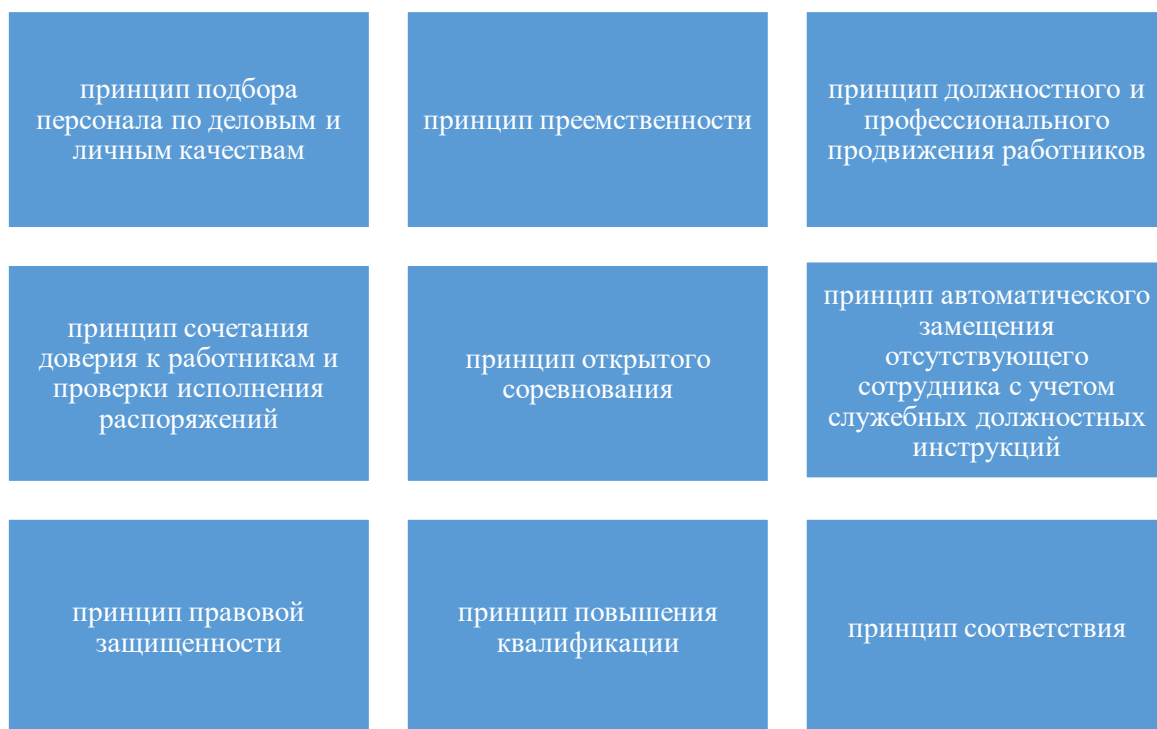 принцип подбора
персонала по деловым и
личным качествам
принцип преемственности
принцип должностного и
профессионального
продвижения работников
принцип сочетания
доверия к работникам и
проверки исполнения
распоряжений
принцип открытого
соревнования
принцип автоматического
замещения
отсутствующего
сотрудника с учетом
служебных должностных
инструкций
принцип правовой
защищенности
принцип повышения
квалификации
принцип соответствия